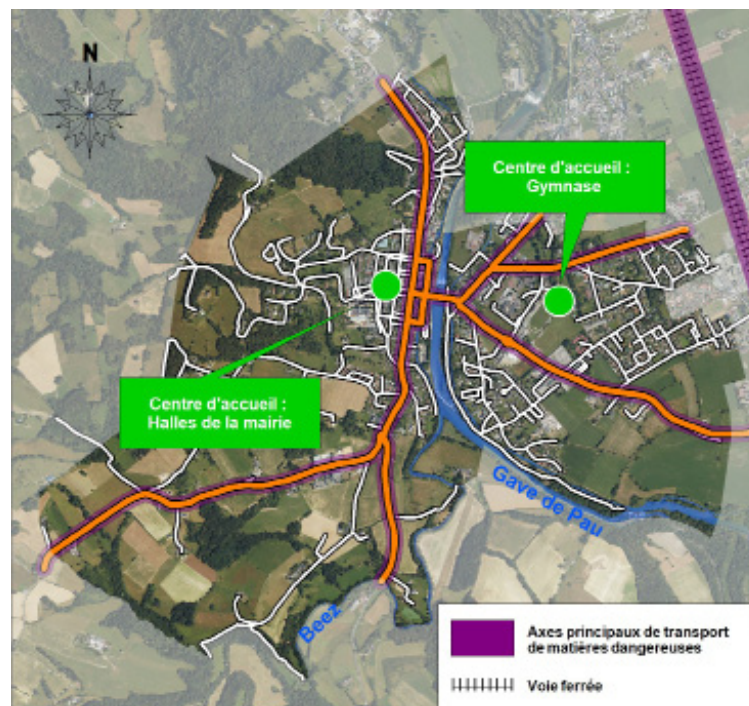 N
Centre d'accueil :
Gymnase
Centre d'accueil :
Halles de la mairie
Gave de Pau
Beez
Axes principaux de transport
de matières dangereuses
Voie ferrée